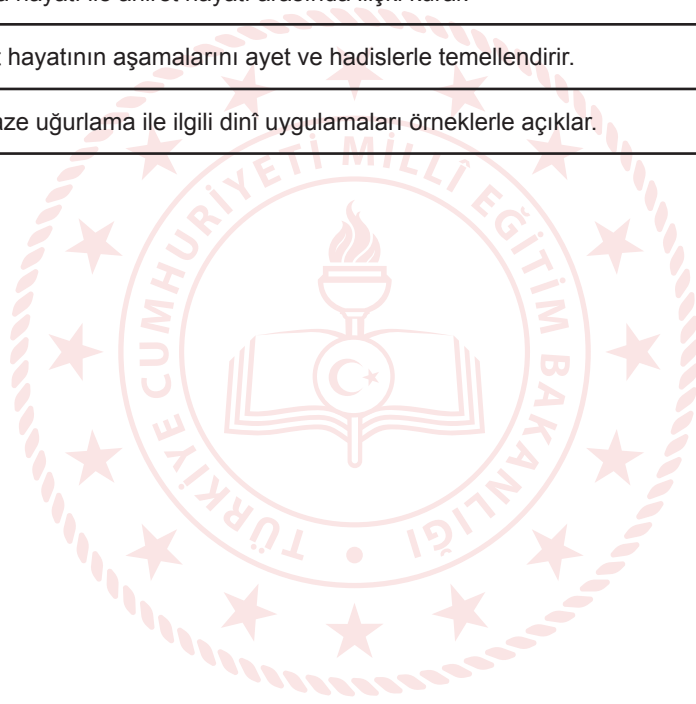 hayatı ile ahiret hayatı arasında ilişki kurar.
hayatının aşamalarını ayet ve hadislerle temellendirir.
aze uğurlama ile ilgili dinî uygulamaları örneklerle açıklar.
TÜRKİYE CUMHURİYETİ MİLLÎ EĞİTİM BAKANLIĞI